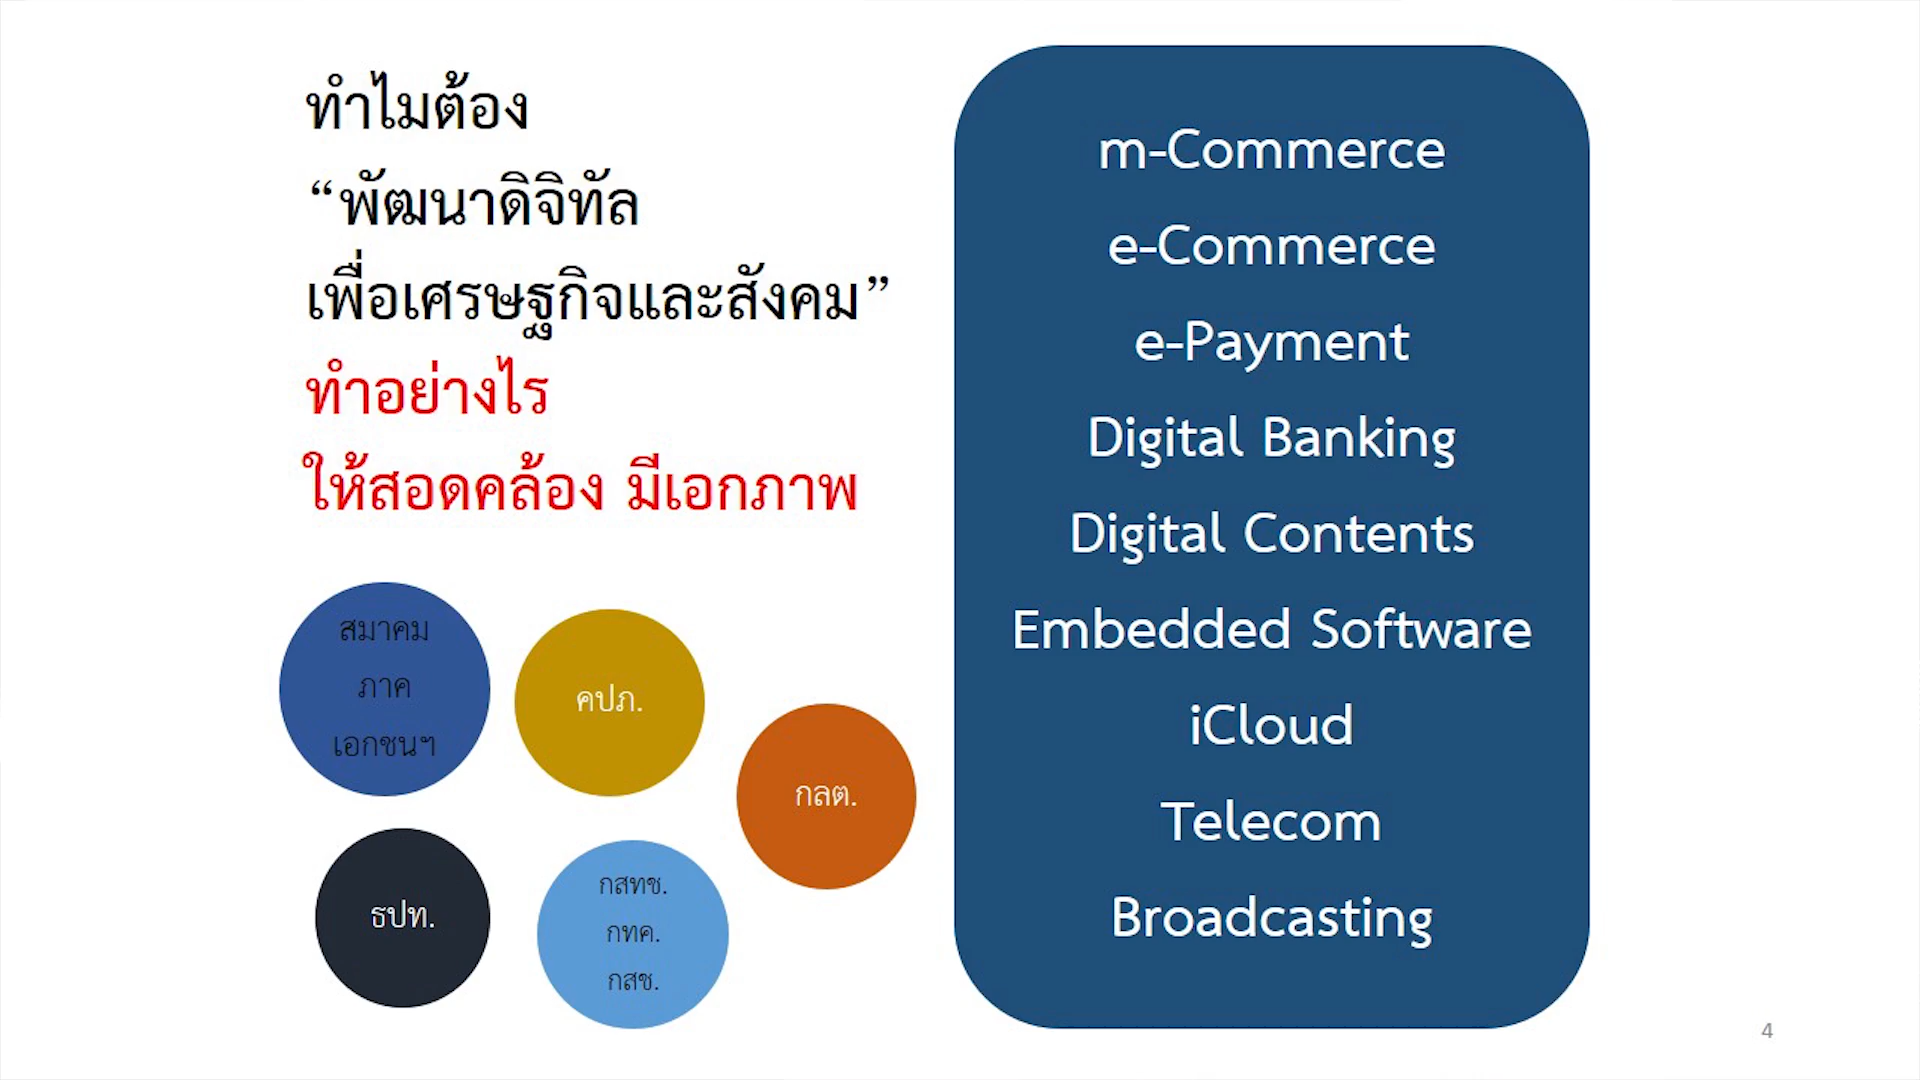 ทำไมต้อง
“พัฒนาดิจิทัล
เพื่อเศรษฐกิจและสังคม”
ทำอย่างไร
ให้สอดคล้อง มีเอกภาพ
สมาคม
ภาค
เอกชนฯ
คปภ.
กลต.
ธปท.
กสทช.
กทค.
กสช.
m-Commerce
e-Commerce
e-Payment
Digital Banking
Digital Contents
Embedded Software
iCloud
Telecom
Broadcasting
4